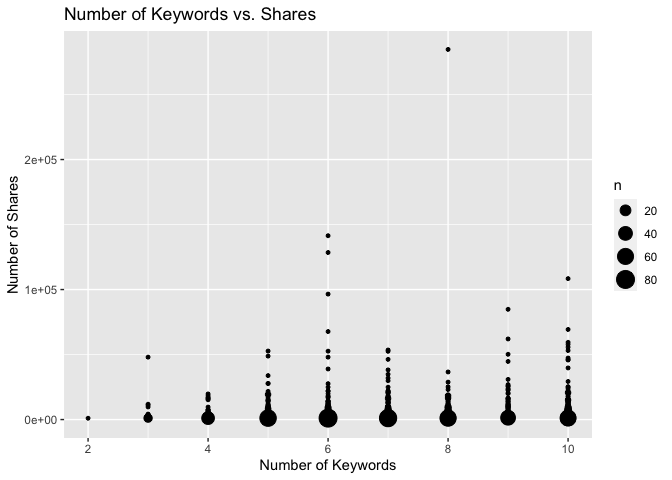 Number of Keywords vs. Shares
Number of Shares
2e+05
1e+05
0e+00
2 4 6 8 10
Number of Keywords
n
20
40
60
80